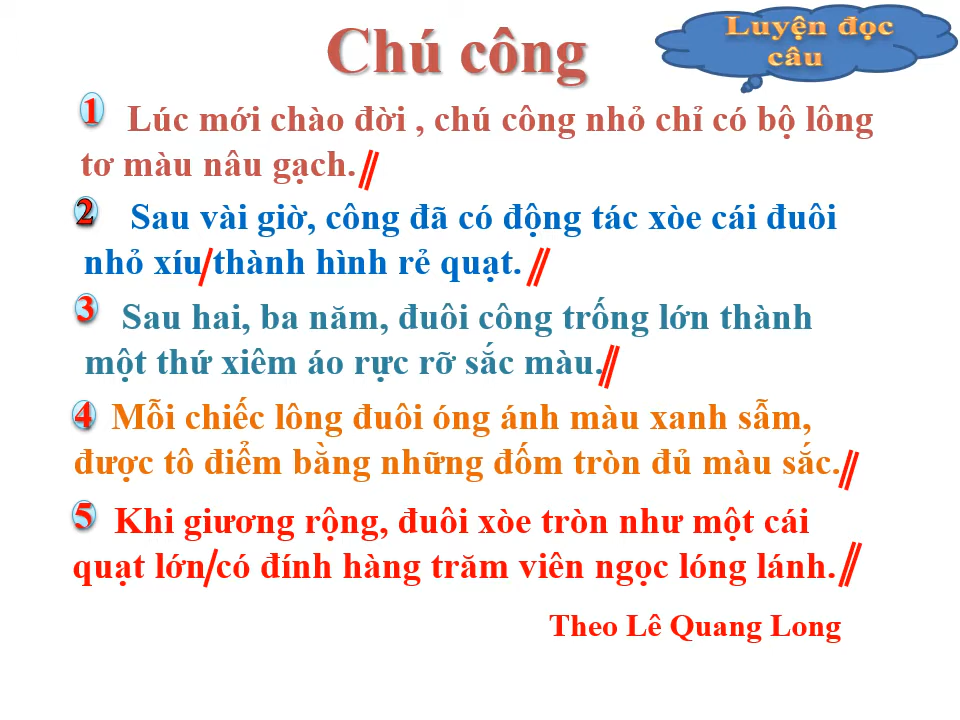 Chú công
Luyện đọc
câu
1 Lúc mới chào đời , chú công nhỏ chỉ có bộ lông
tơ màu nâu gạch.//
2 Sau vài giờ, công đã có động tác xòe cái đuôi
nhỏ xíu/thành hình rẻ quạt. //
3 Sau hai, ba năm, đuôi công trống lớn thành
một thứ xiêm áo rực rỡ sắc màu.//
4 Mỗi chiếc lông đuôi óng ánh màu xanh sẫm,
được tô điểm bằng những đốm tròn đủ màu sắc.//
5 Khi giương rộng, đuôi xòe tròn như một cái
quạt lớn/có đính hàng trăm viên ngọc lóng lánh.//
Theo Lê Quang Long